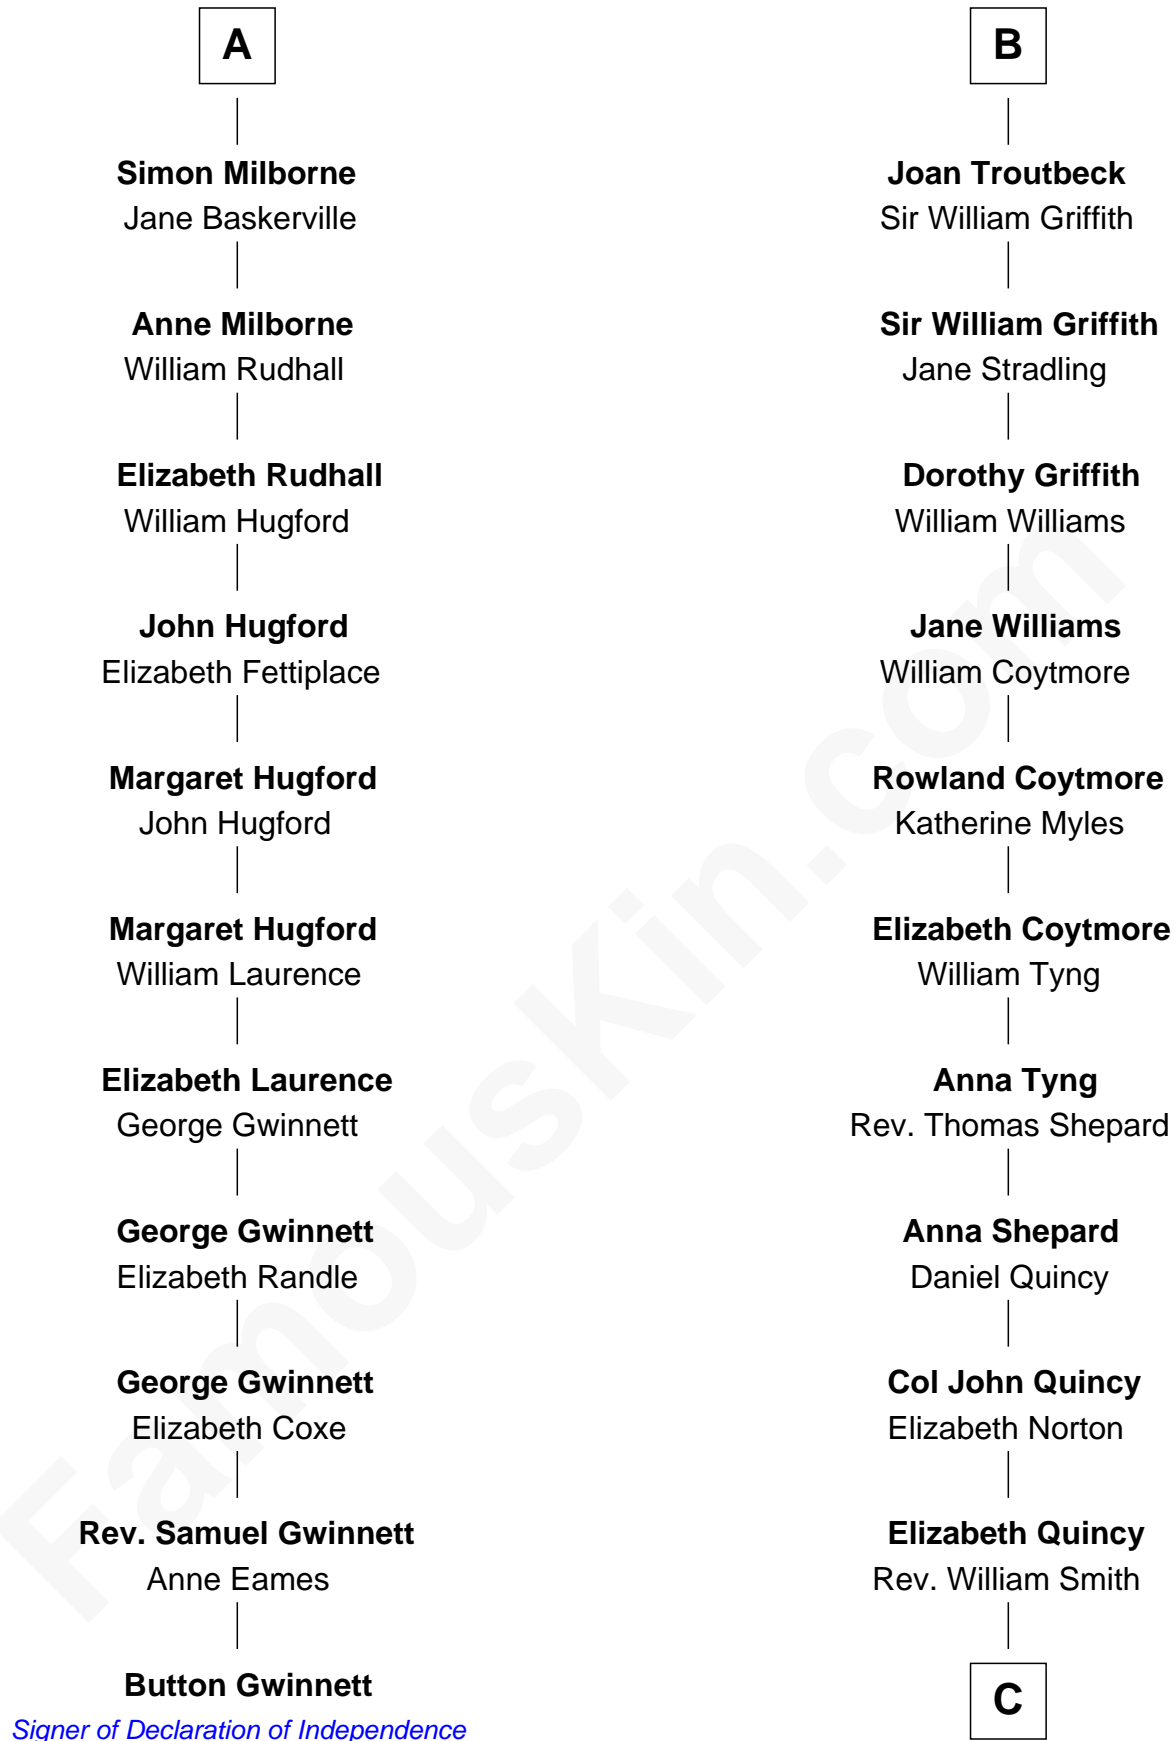 A
Simon Milborne
Jane Baskerville
Anne Milborne
William Rudhall
Elizabeth Rudhall
William Hugford
John Hugford
Elizabeth Fettiplace
Margaret Hugford
John Hugford
Margaret Hugford
William Laurence
Elizabeth Laurence
George Gwinnett
George Gwinnett
Elizabeth Randle
George Gwinnett
Elizabeth Coxe
Rev. Samuel Gwinnett
Anne Eames
Button Gwinnett
Signer of Declaration of Independence
B
Joan Troutbeck
Sir William Griffith
Sir William Griffith
Jane Stradling
Dorothy Griffith
William Williams
Jane Williams
William Coytmore
Rowland Coytmore
Katherine Myles
Elizabeth Coytmore
William Tyng
Anna Tyng
Rev. Thomas Shepard
Anna Shepard
Daniel Quincy
Col John Quincy
Elizabeth Norton
Elizabeth Quincy
Rev. William Smith
C
FamousKin.com